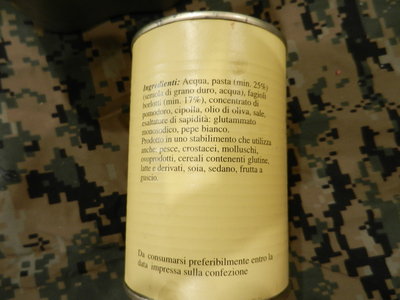 Ingredienti: Acqua, pasta (min. 25%)
(semola di grano duro, acqua), fagioli
borlotti (min. 17%), concentrato di
pomodoro, cipolla, olio di oliva, sale,
esaltatore di sapidità: glutammato
monosodico, pepe bianco.
Prodotto in uno stabilimento che utilizza
anche: pesce, crostacei, molluschi,
ovoprodotti, cereali contenenti glutine,
latte e derivati, soia, sedano, frutta a
guscio.
Da consumarsi preferibilmente entro la
data impressa sulla confezione